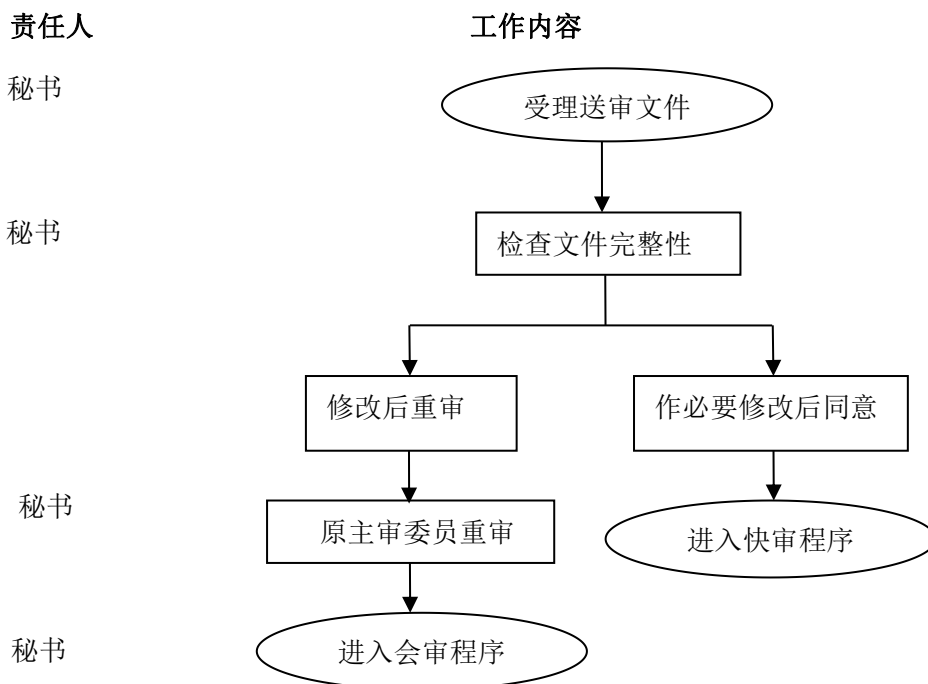 责任人 工作内容
秘书 受理送审文件
秘书 检查文件完整性
修改后重审 作必要修改后同意
秘书 原主审委员重审 进入快审程序
秘书 进入会审程序